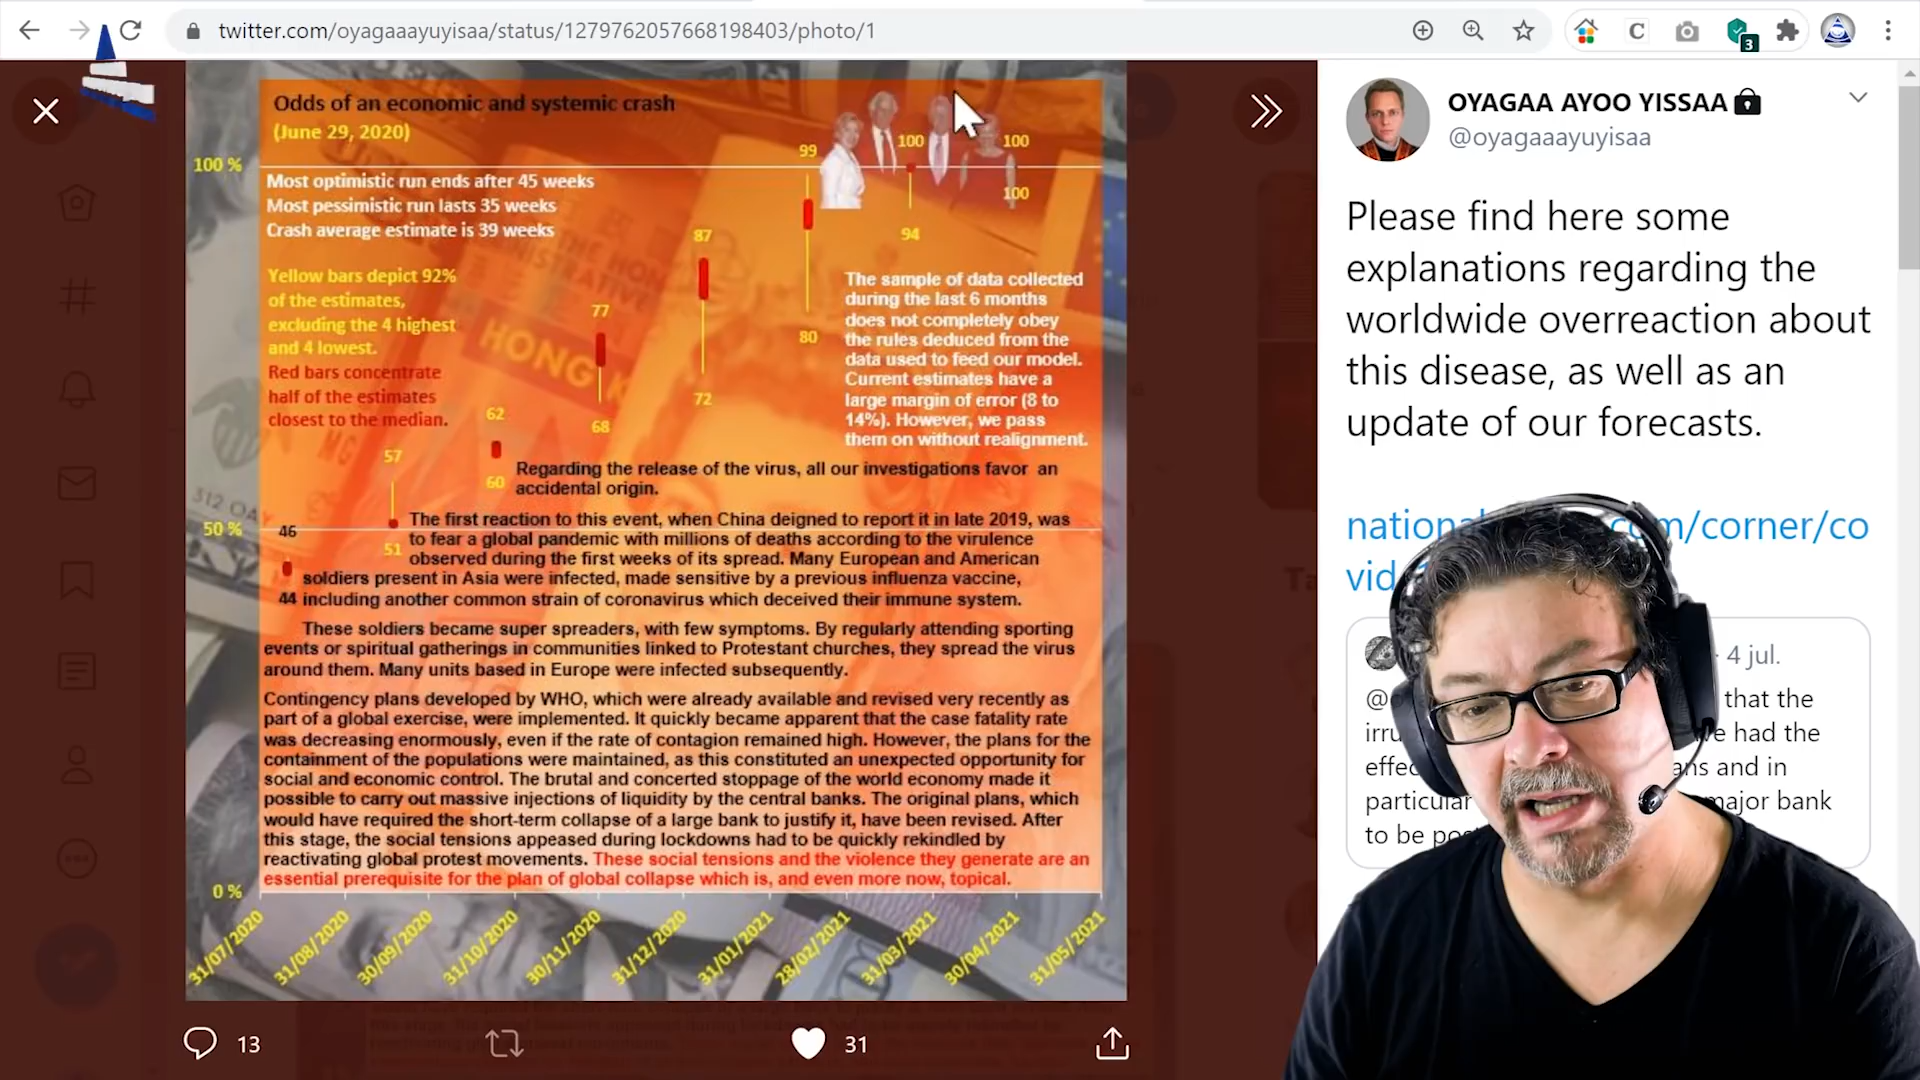 twitter.com/oyagaaayuyisaa/status/1279762057668198403/photo/1
C
3
Odds of an economic and systemic crash
(June 29, 2020)
100 %
Most optimistic run ends after 45 weeks
Most pessimistic run lasts 35 weeks
Crash average estimate is 39 weeks
Yellow bars depict 92%
of the estimates,
excluding the 4 highest
and 4 lowest.
Red bars concentrate
half of the estimates
closest to the median.
99
100
100
100
94
87
80
77
72
68
62
60
57
51
46
44
50 %
HONG
The sample of data collected
during the last 6 months
does not completely obey
the rules deduced from the
data used to feed our model.
Current estimates have a
large margin of error (8 to
14%). However, we pass
them on without realignment.
Regarding the release of the virus, all our investigations favor an
accidental origin.
The first reaction to this event, when China deigned to report it in late 2019, was
to fear a global pandemic with millions of deaths according to the virulence
observed during the first weeks of its spread. Many European and American
soldiers present in Asia were infected, made sensitive by a previous influenza vaccine,
including another common strain of coronavirus which deceived their immune system.
These soldiers became super spreaders, with few symptoms. By regularly attending sporting
events or spiritual gatherings in communities linked to Protestant churches, they spread the virus
around them. Many units based in Europe were infected subsequently.
Contingency plans developed by WHO, which were already available and revised very recently as
part of a global exercise, were implemented. It quickly became apparent that the case fatality rate
was decreasing enormously, even if the rate of contagion remained high. However, the plans for the
containment of the populations were maintained, as this constituted an unexpected opportunity for
social and economic control. The brutal and concerted stoppage of the world economy made it
possible to carry out massive injections of liquidity by the central banks. The original plans, which
would have required the short-term collapse of a large bank to justify it, have been revised. After
this stage, the social tensions appeased during lockdowns had to be quickly rekindled by
reactivating global protest movements. These social tensions and the violence they generate are an
essential prerequisite for the plan of global collapse which is, and even more now, topical.
0 %
31/07/2020
31/08/2020
30/09/2020
31/10/2020
30/11/2020
31/12/2020
31/01/2021
28/02/2021
31/03/2021
30/04/2021
31/05/2021
13
31
OYAGAA AYOO YISSAA
@oyagaaayuyisaa
Please find here some
explanations regarding the
worldwide overreaction about
this disease, as well as an
update of our forecasts.
national com/corner/co
vid
4 jul.
that the
had the
and in
particular major bank
to be